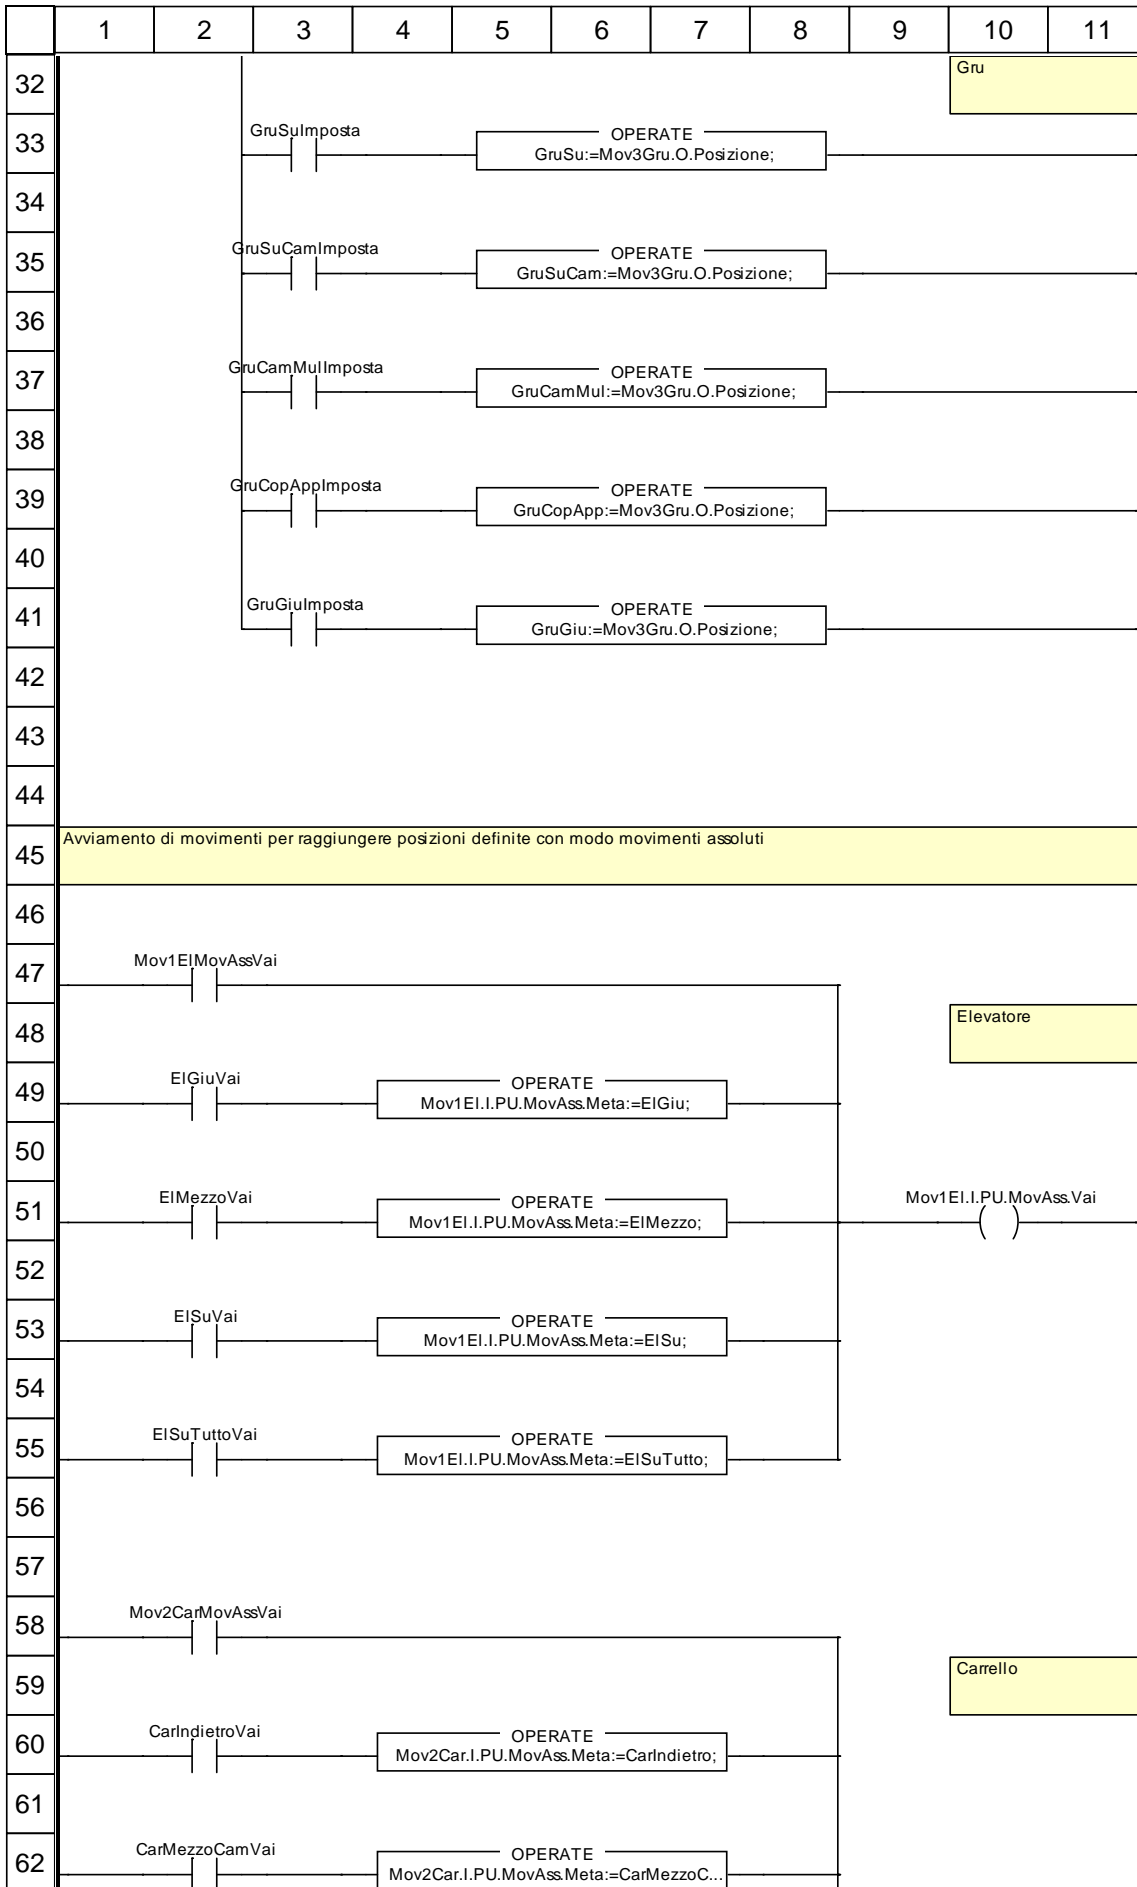 1 2 3 4 5 6 7 8 9 10 11
32
Gru
33
GruSuImposta
OPERATE
GruSu:=Mov3Gru.O.Posizione;
34
35
GruSuCamImposta
OPERATE
GruSuCam:=Mov3Gru.O.Posizione;
36
37
GruCamMulImposta
OPERATE
GruCamMul:=Mov3Gru.O.Posizione;
38
39
GruCopAppImposta
OPERATE
GruCopApp:=Mov3Gru.O.Posizione;
40
41
GruGiuImposta
OPERATE
GruGiu:=Mov3Gru.O.Posizione;
42
43
44
45
Avviamento di movimenti per raggiungere posizioni definite con modo movimenti assoluti
46
47
Mov1ElMovAssVai
48
Elevatore
49
ElGiuVai
OPERATE
Mov1El.I.PU.MovAss.Meta:=ElGiu;
50
51
ElMezzoVai
OPERATE
Mov1El.I.PU.MovAss.Meta:=ElMezzo;
Mov1El.I.PU.MovAss.Vai
52
53
ElSuVai
OPERATE
Mov1El.I.PU.MovAss.Meta:=ElSu;
54
55
ElSuTuttoVai
OPERATE
Mov1El.I.PU.MovAss.Meta:=ElSuTutto;
56
57
58
Mov2CarMovAssVai
59
Carrello
60
CarIndietroVai
OPERATE
Mov2Car.I.PU.MovAss.Meta:=CarIndietro;
61
62
CarMezzoCamVai
OPERATE
Mov2Car.I.PU.MovAss.Meta:=CarMezzoC...